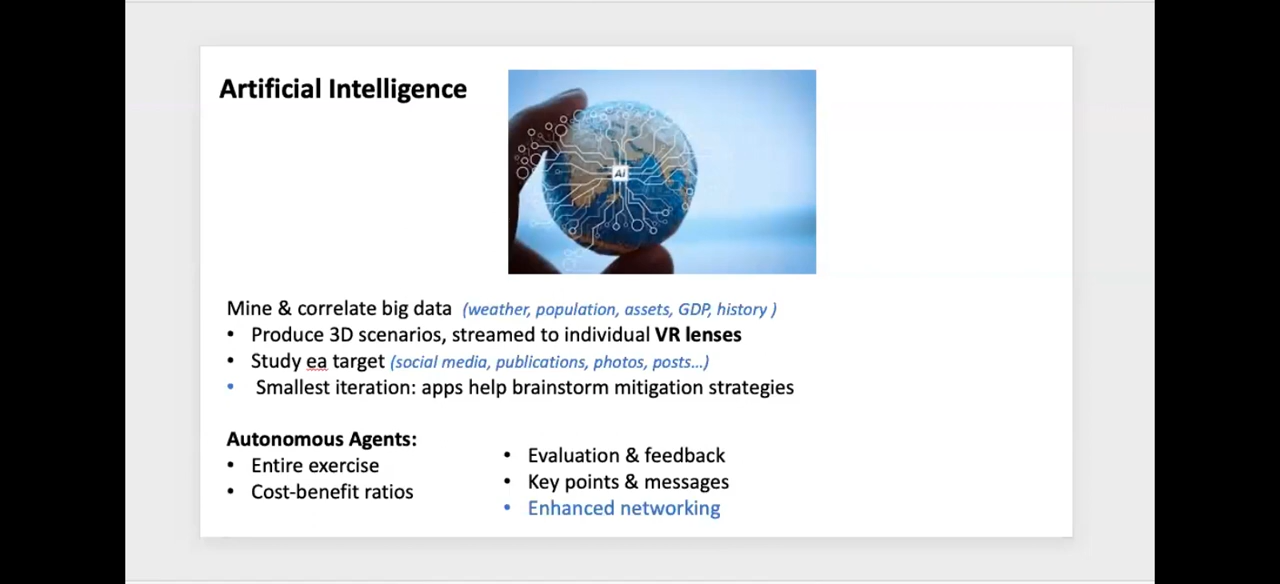 Artificial Intelligence
AI
Mine & correlate big data (weather, population, assets, GDP, history )
• Produce 3D scenarios, streamed to individual VR lenses
• Study ea target (social media, publications, photos, posts...)
• Smallest iteration: apps help brainstorm mitigation strategies
Autonomous Agents:
• Entire exercise
• Cost-benefit ratios
• Evaluation & feedback
• Key points & messages
• Enhanced networking